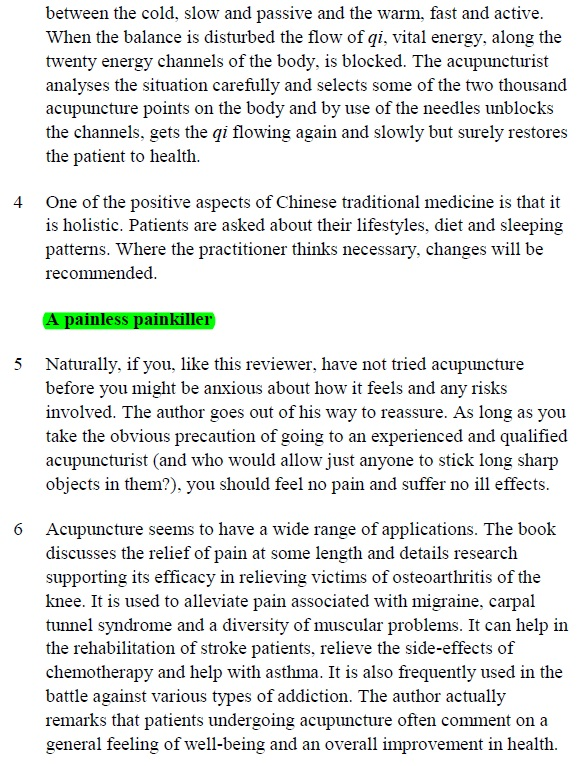 between the cold, slow and passive and the warm, fast and active.
When the balance is disturbed the flow of qi, vital energy, along the
twenty energy channels of the body, is blocked. The acupuncturist
analyses the situation carefully and selects some of the two thousand
acupuncture points on the body and by use of the needles unblocks
the channels, gets the qi flowing again and slowly but surely restores
the patient to health.
4 One of the positive aspects of Chinese traditional medicine is that it
is holistic. Patients are asked about their lifestyles, diet and sleeping
patterns. Where the practitioner thinks necessary, changes will be
recommended.
A painless painkiller
5 Naturally, if you, like this reviewer, have not tried acupuncture
before you might be anxious about how it feels and any risks
involved. The author goes out of his way to reassure. As long as you
take the obvious precaution of going to an experienced and qualified
acupuncturist (and who would allow just anyone to stick long sharp
objects in them?), you should feel no pain and suffer no ill effects.
6 Acupuncture seems to have a wide range of applications. The book
discusses the relief of pain at some length and details research
supporting its efficacy in relieving victims of osteoarthritis of the
knee. It is used to alleviate pain associated with migraine, carpal
tunnel syndrome and a diversity of muscular problems. It can help in
the rehabilitation of stroke patients, relieve the side-effects of
chemotherapy and help with asthma. It is also frequently used in the
battle against various types of addiction. The author actually
remarks that patients undergoing acupuncture often comment on a
general feeling of well-being and an overall improvement in health.